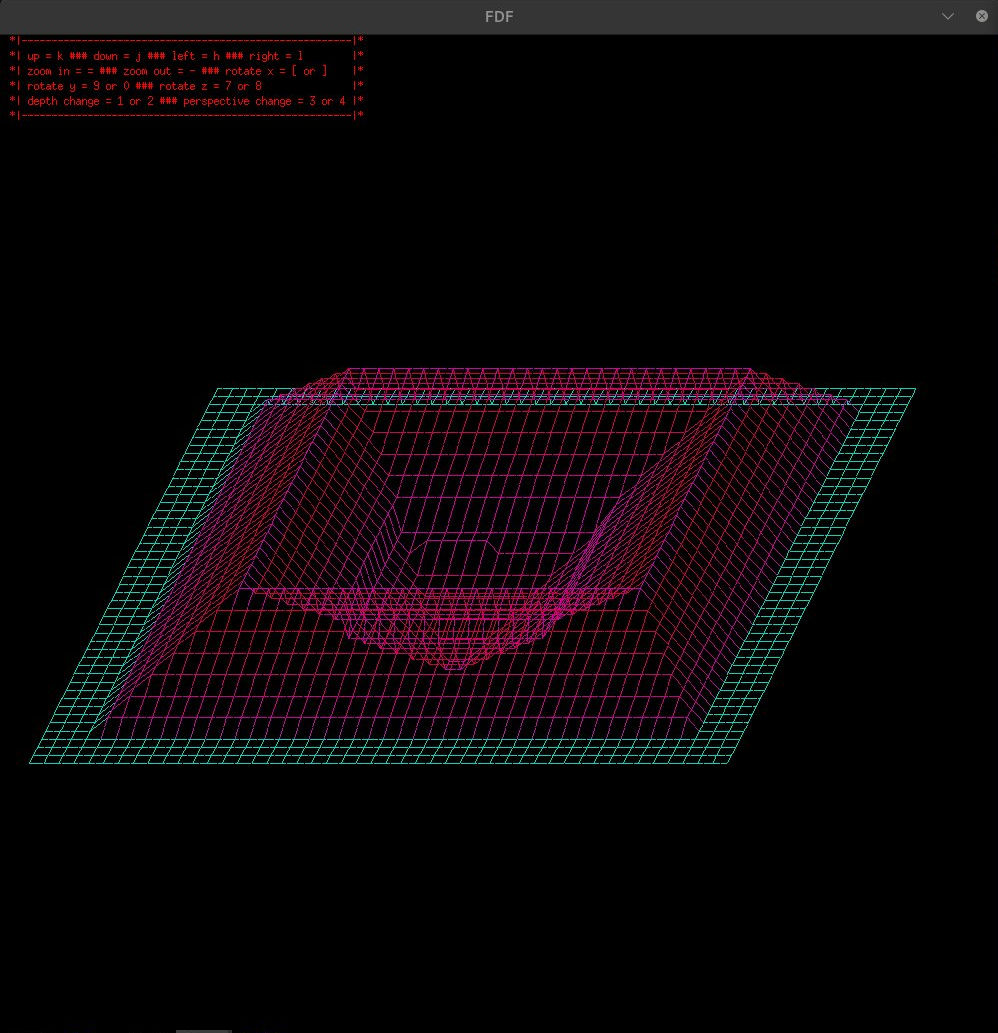 FDF
*|-------------------------------------------------------|*
*| up = k ### down = j ### left = h ### right = l        |*
*| zoom in = = ### zoom out = - ### rotate x = [ or ]    |*
*| rotate y = 9 or 0 ### rotate z = 7 or 8               |*
*| depth change = 1 or 2 ### perspective change = 3 or 4 |*
*|-------------------------------------------------------|*